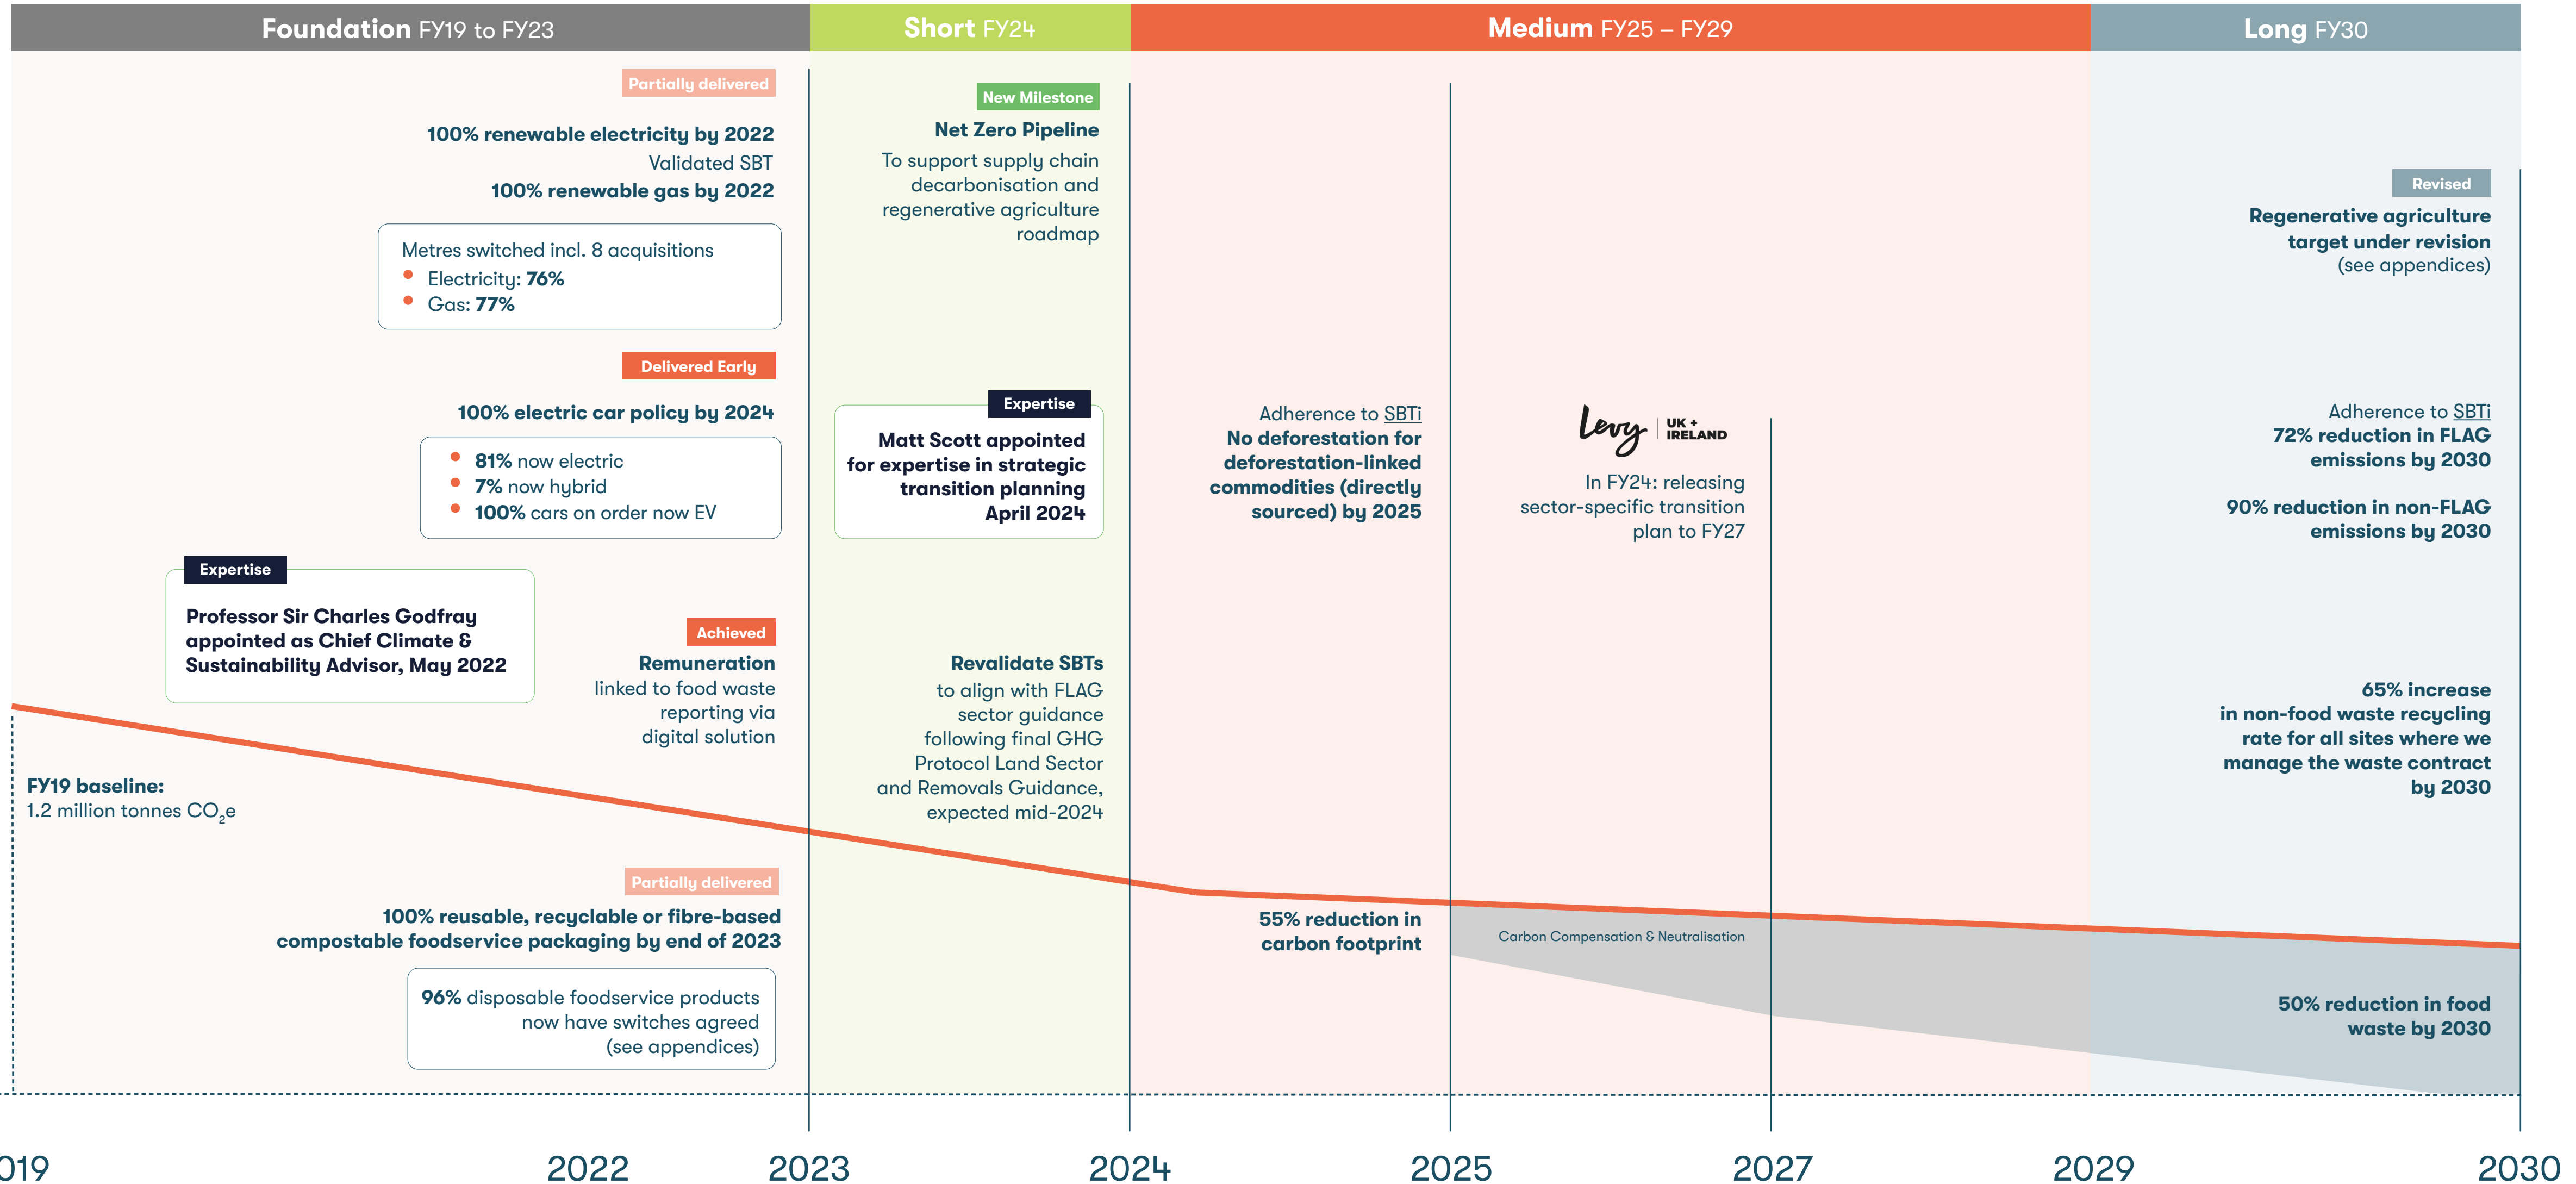 Foundation FY19 to FY23
Short FY24
Medium FY25 – FY29
Long FY30
Partially delivered
100% renewable electricity by 2022
Validated SBT
100% renewable gas by 2022
Metres switched incl. 8 acquisitions
• Electricity: 76%
• Gas: 77%
Delivered Early
100% electric car policy by 2024
• 81% now electric
• 7% now hybrid
• 100% cars on order now EV
Expertise
Professor Sir Charles Godfray
appointed as Chief Climate &
Sustainability Advisor, May 2022
Achieved
Remuneration
linked to food waste
reporting via
digital solution
FY19 baseline:
1.2 million tonnes CO₂e
Partially delivered
100% reusable, recyclable or fibre-based
compostable foodservice packaging by end of 2023
96% disposable foodservice products
now have switches agreed
(see appendices)
New Milestone
Net Zero Pipeline
To support supply chain
decarbonisation and
regenerative agriculture
roadmap
Expertise
Matt Scott appointed
for expertise in strategic
transition planning
April 2024
Revalidate SBTs
to align with FLAG
sector guidance
following final GHG
Protocol Land Sector
and Removals Guidance,
expected mid-2024
Adherence to SBTi
No deforestation for
deforestation-linked
commodities (directly
sourced) by 2025
55% reduction in
carbon footprint
Levy UK +
IRELAND
In FY24: releasing
sector-specific transition
plan to FY27
Carbon Compensation & Neutralisation
Revised
Regenerative agriculture
target under revision
(see appendices)
Adherence to SBTi
72% reduction in FLAG
emissions by 2030
90% reduction in non-FLAG
emissions by 2030
65% increase
in non-food waste recycling
rate for all sites where we
manage the waste contract
by 2030
50% reduction in food
waste by 2030
019
2022
2023
2024
2025
2027
2029
2030